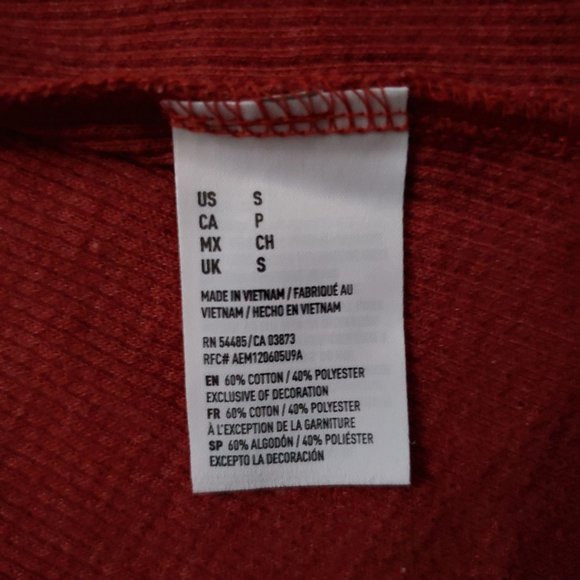 US S
CA P
MX CH
UK S
MADE IN VIETNAM / FABRIQUÉ AU
VIETNAM / HECHO EN VIETNAM
RN 54485/CA 03873
RFC# AEM120605U9A
EN 60% COTTON / 40% POLYESTER
EXCLUSIVE OF DECORATION
FR 60% COTON / 40% POLYESTER
À L'EXCEPTION DE LA GARNITURE
SP 60% ALGODÓN / 40% POLIÉSTER
EXCEPTO LA DECORACIÓN